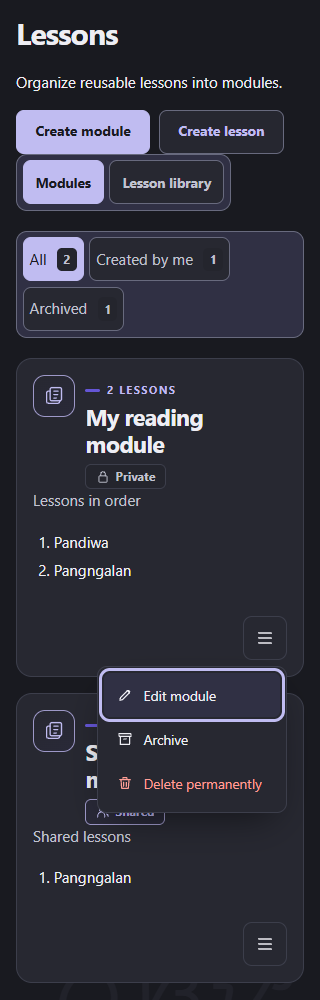 Lessons
Organize reusable lessons into modules.
Create module
Create lesson
Modules
Lesson library
All 2
Created by me 1
Archived 1
2 LESSONS
My reading
module
Private
Lessons in order
1. Pandiwa
2. Pangngalan
Edit module
Archive
Delete permanently
Shared
Shared lessons
1. Pangngalan